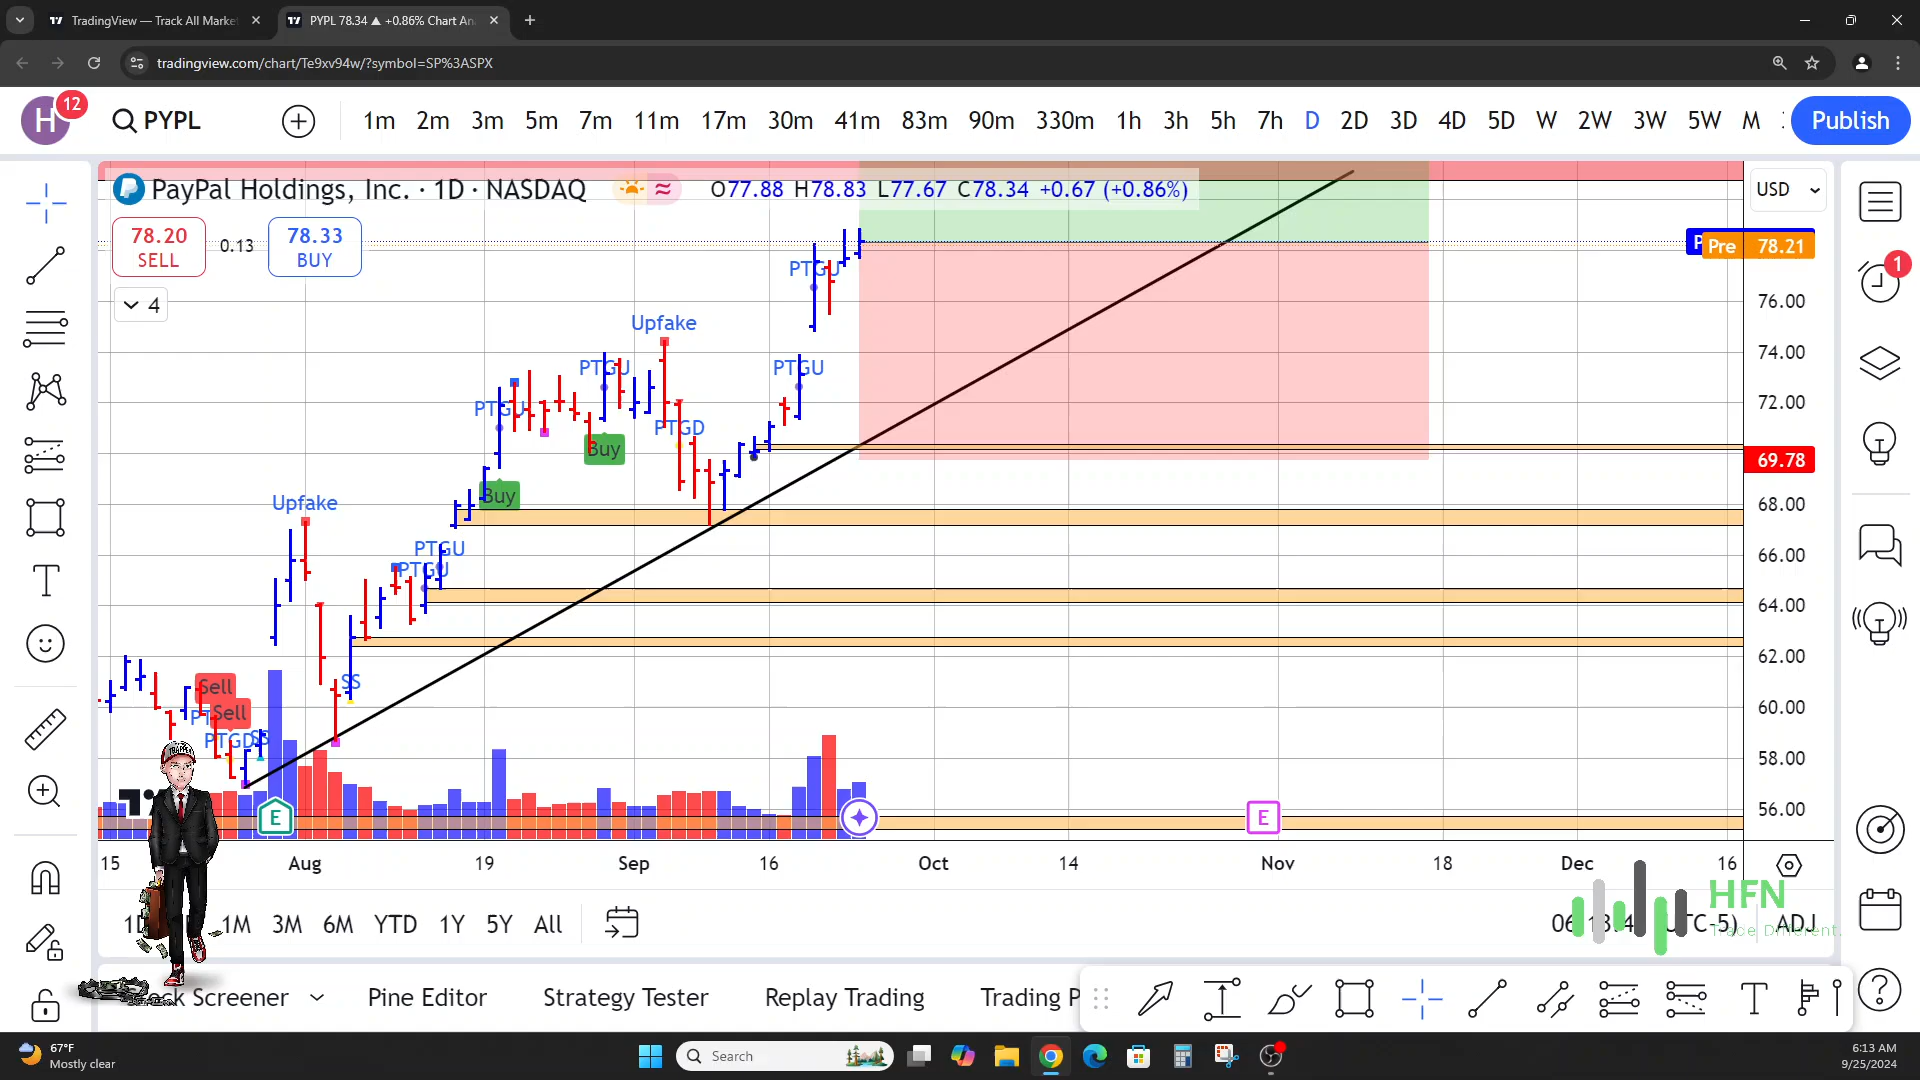 TradingView — Track All Marke
PYPL 78.34 ▲ +0.86% Chart An
tradingview.com/chart/Te9xv94w/?symbol=SP%3ASPX
H
12
PYPL
1m 2m 3m 5m 7m 11m 17m 30m 41m 83m 90m 330m 1h 3h 5h 7h D 2D 3D 4D 5D W 2W 3W 5W M
Publish
PayPal Holdings, Inc. · 1D · NASDAQ
O77.88 H78.83 L77.67 C78.34 +0.67 (+0.86%)
USD
78.20
SELL
0.13
78.33
BUY
4
P
Pre 78.21
1
PTGU
76.00
Upfake
74.00
PTGU
PTGU
72.00
PTGU
PTGD
Buy
69.78
Buy
Upfake
68.00
PTGU
PTGU
66.00
64.00
62.00
SS
Sell
Sell
60.00
PTGD
SS
58.00
TRAPPER
56.00
E
E
15 Aug 19 Sep 16 Oct 14 Nov 18 Dec 16
HFN
Trade Different.
1M 3M 6M YTD 1Y 5Y All
ADJ
Screener
Pine Editor
Strategy Tester
Replay Trading
Trading P
T
67°F
Mostly clear
Search
6:13 AM
9/25/2024